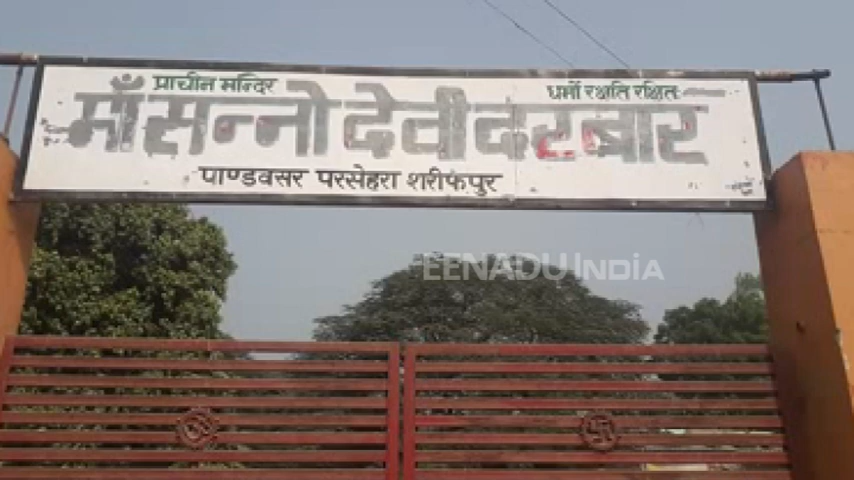 प्राचीन मन्दिर
धर्मो रक्षति रक्षितः
माँ सन्नो देवी दरबार
पाण्डवसर परसेहरा शरीफपुर
EENADU INDIA